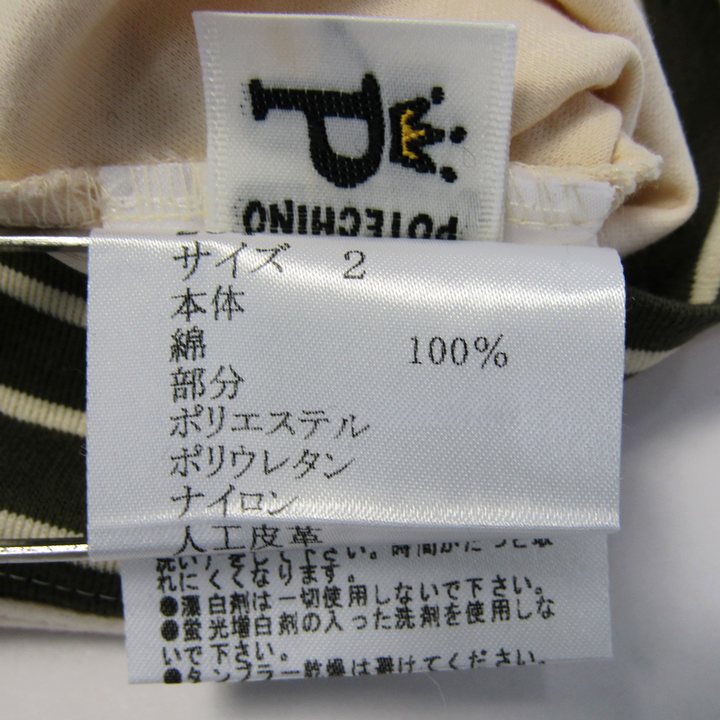 P
POTECHINO
サイズ 2
本体
綿 100%
部分
ポリエステル
ポリウレタン
ナイロン
人工皮革
れにくくなります。
●漂白剤は一切使用しないで下さい。
●蛍光増白剤の入った洗剤を使用しな
いで下さい。
●タンブラー乾燥は避けてください。